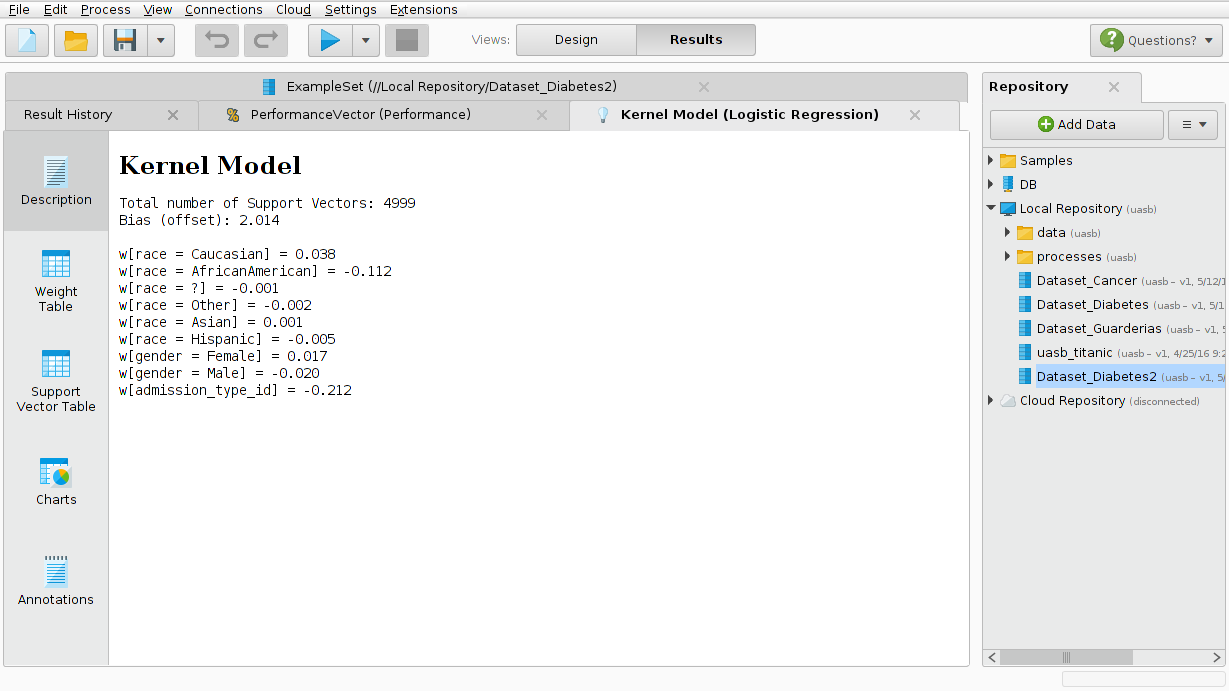 File Edit Process View Connections Cloud Settings Extensions
Views: Design Results Questions?
ExampleSet (//Local Repository/Dataset_Diabetes2)
Result History PerformanceVector (Performance) Kernel Model (Logistic Regression)
Description
Weight
Table
Support
Vector Table
Charts
Annotations
Kernel Model
Total number of Support Vectors: 4999
Bias (offset): 2.014
w[race = Caucasian] = 0.038
w[race = AfricanAmerican] = -0.112
w[race = ?] = -0.001
w[race = Other] = -0.002
w[race = Asian] = 0.001
w[race = Hispanic] = -0.005
w[gender = Female] = 0.017
w[gender = Male] = -0.020
w[admission_type_id] = -0.212
Repository
Add Data
Samples
DB
Local Repository (uasb)
data (uasb)
processes (uasb)
Dataset_Cancer (uasb – v1, 5/12/1
Dataset_Diabetes (uasb – v1, 5/1
Dataset_Guarderias (uasb – v1, 5
uasb_titanic (uasb – v1, 4/25/16 9:2
Dataset_Diabetes2 (uasb – v1, 5/
Cloud Repository (disconnected)